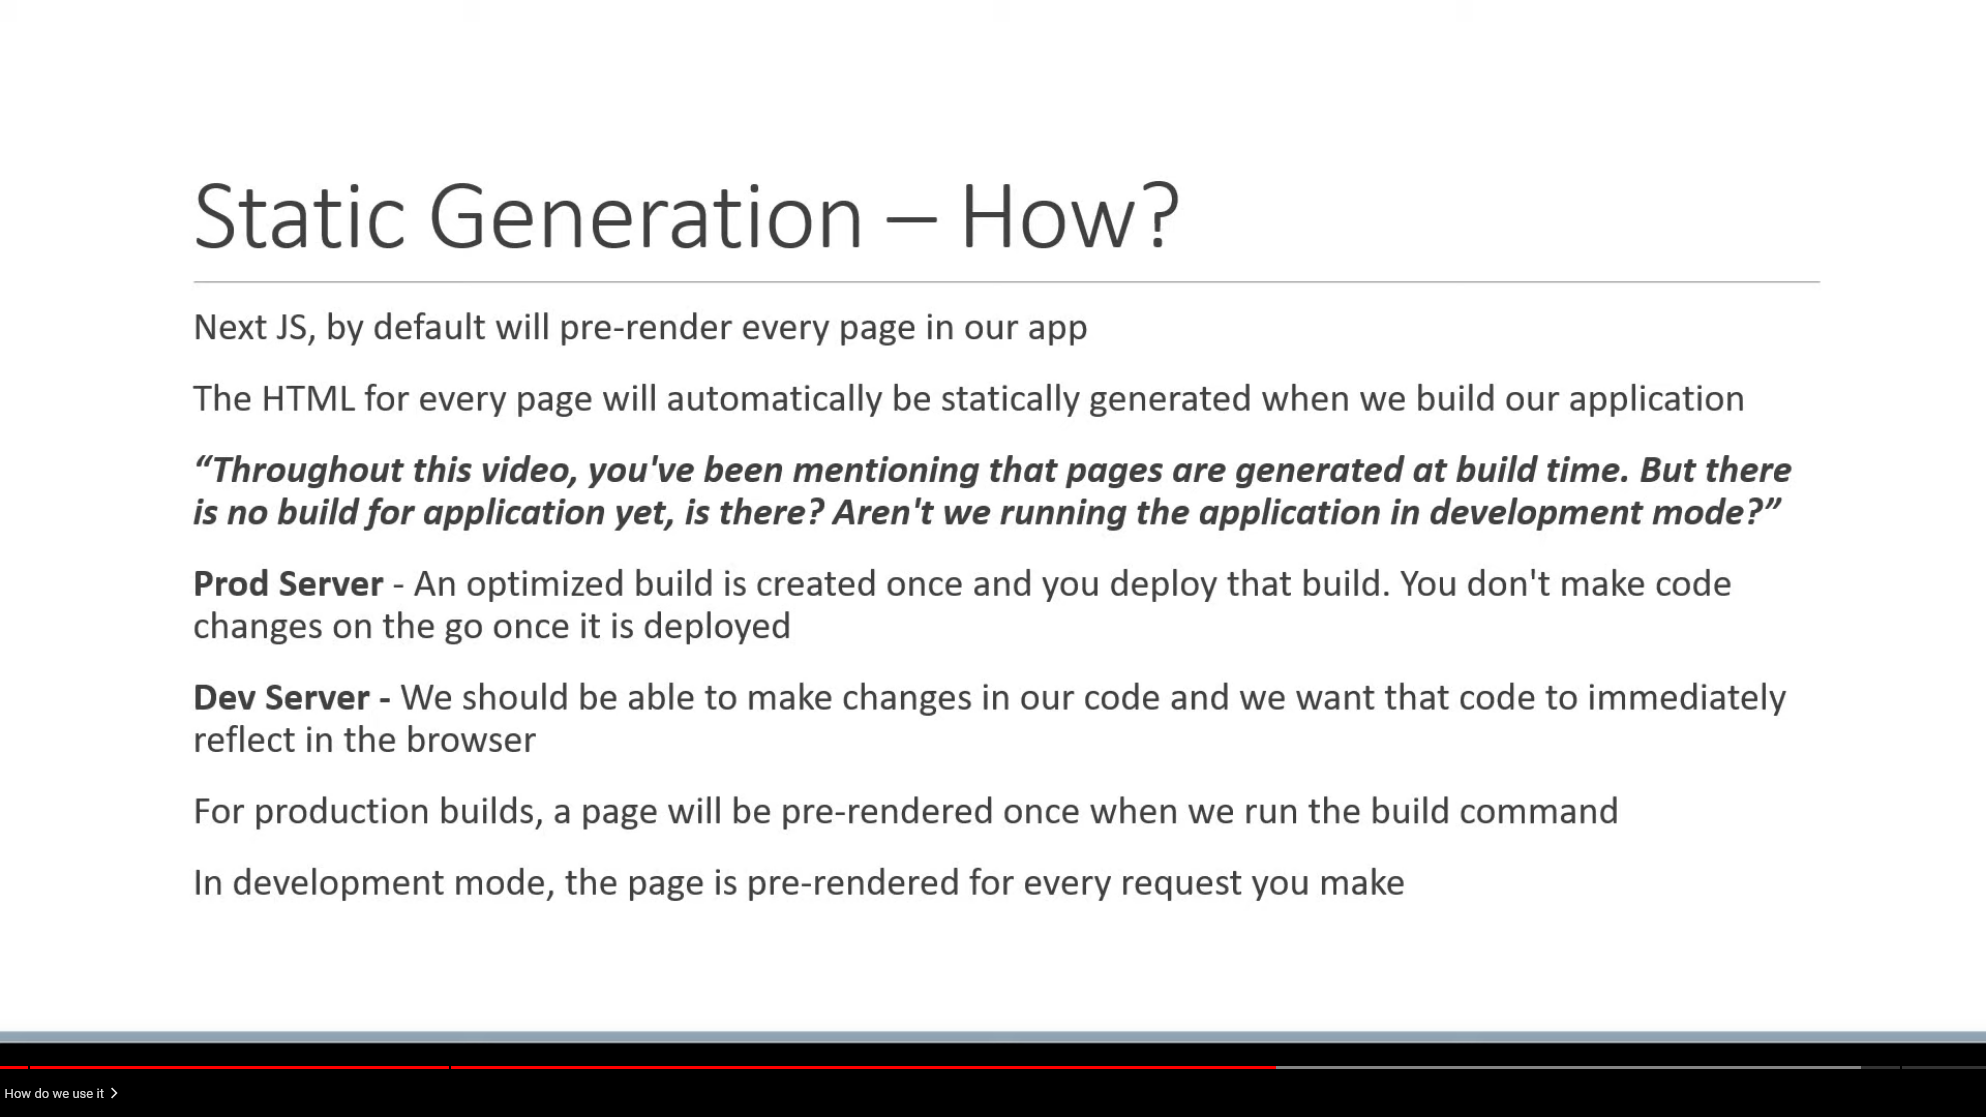 Static Generation – How?
Next JS, by default will pre-render every page in our app
The HTML for every page will automatically be statically generated when we build our application
“Throughout this video, you've been mentioning that pages are generated at build time. But there
is no build for application yet, is there? Aren't we running the application in development mode?”
Prod Server - An optimized build is created once and you deploy that build. You don't make code
changes on the go once it is deployed
Dev Server - We should be able to make changes in our code and we want that code to immediately
reflect in the browser
For production builds, a page will be pre-rendered once when we run the build command
In development mode, the page is pre-rendered for every request you make
How do we use it